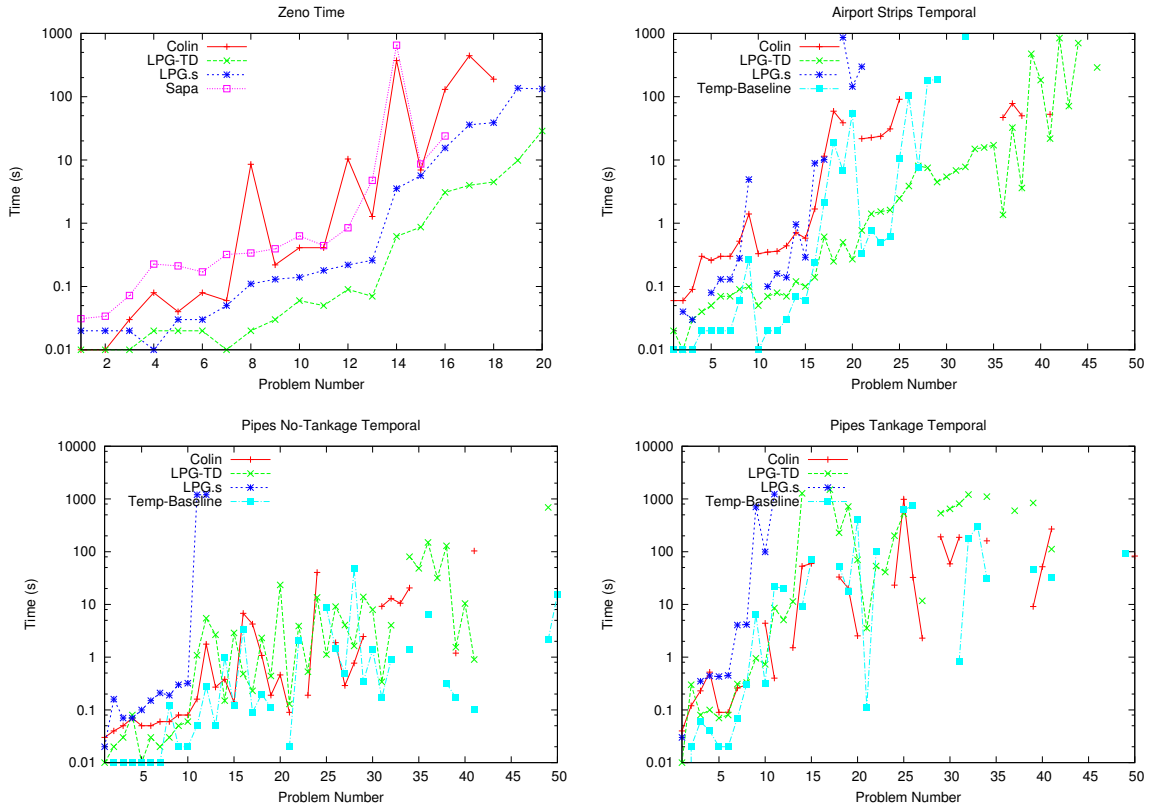 Zeno Time
1000
100
10
1
0.1
0.01
Time (s)
Colin
LPG-TD
LPG.s
Sapa
2 4 6 8 10 12 14 16 18 20
Problem Number
Airport Strips Temporal
1000
100
10
1
0.1
0.01
Time (s)
Colin
LPG-TD
LPG.s
Temp-Baseline
5 10 15 20 25 30 35 40 45 50
Problem Number
Pipes No-Tankage Temporal
10000
1000
100
10
1
0.1
0.01
Time (s)
Colin
LPG-TD
LPG.s
Temp-Baseline
5 10 15 20 25 30 35 40 45 50
Problem Number
Pipes Tankage Temporal
10000
1000
100
10
1
0.1
0.01
Time (s)
Colin
LPG-TD
LPG.s
Temp-Baseline
5 10 15 20 25 30 35 40 45 50
Problem Number